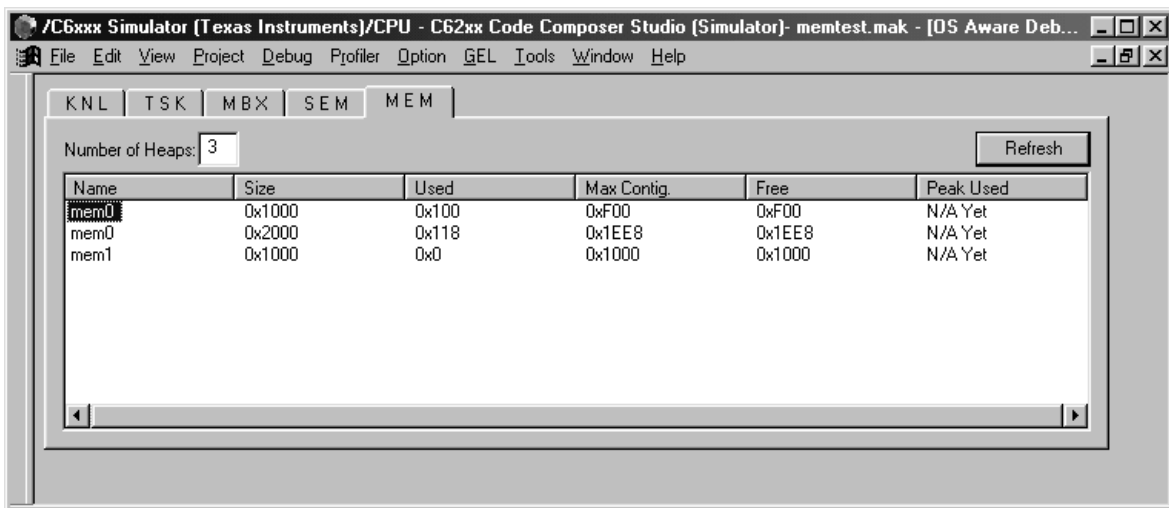 /C6xxx Simulator (Texas Instruments)/CPU - C62xx Code Composer Studio (Simulator)- memtest.mak - [OS Aware Deb...
File Edit View Project Debug Profiler Option GEL Tools Window Help
KNL TSK MBX SEM MEM
Number of Heaps: 3 Refresh
Name Size Used Max Contig. Free Peak Used
mem0 0x1000 0x100 0xF00 0xF00 N/A Yet
mem0 0x2000 0x118 0x1EE8 0x1EE8 N/A Yet
mem1 0x1000 0x0 0x1000 0x1000 N/A Yet